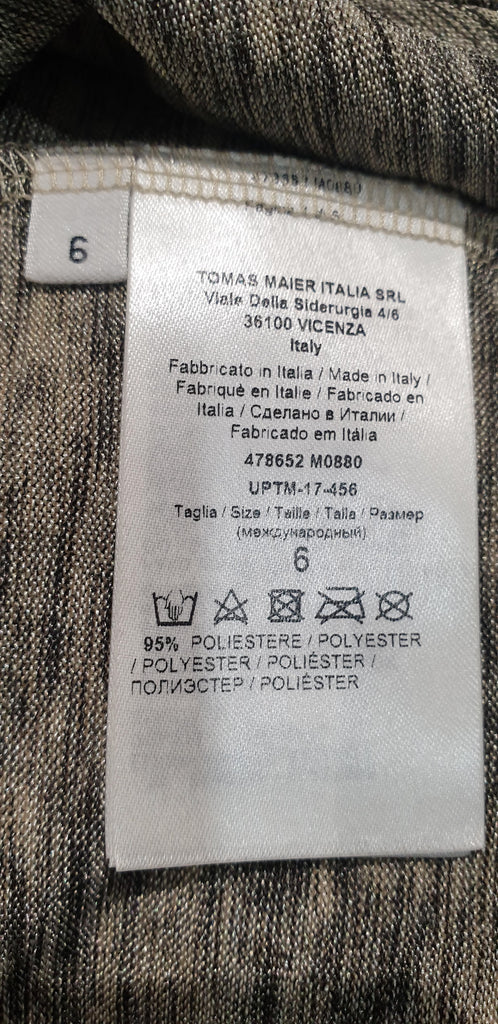 6
TOMAS MAIER ITALIA SRL
Viale Della Siderurgia 4/6
36100 VICENZA
Italy
Fabbricato in Italia / Made in Italy /
Fabriqué en Italie / Fabricado en
Italia / Сделано в Италии /
Fabricado em Itália
478652 M0880
UPTM-17-456
Taglia / Size / Taille / Talla / Размер
(международный)
6
95% POLIESTERE / POLYESTER
/ POLYESTER / POLIÉSTER /
ПОЛИЭСТЕР / POLIÉSTER